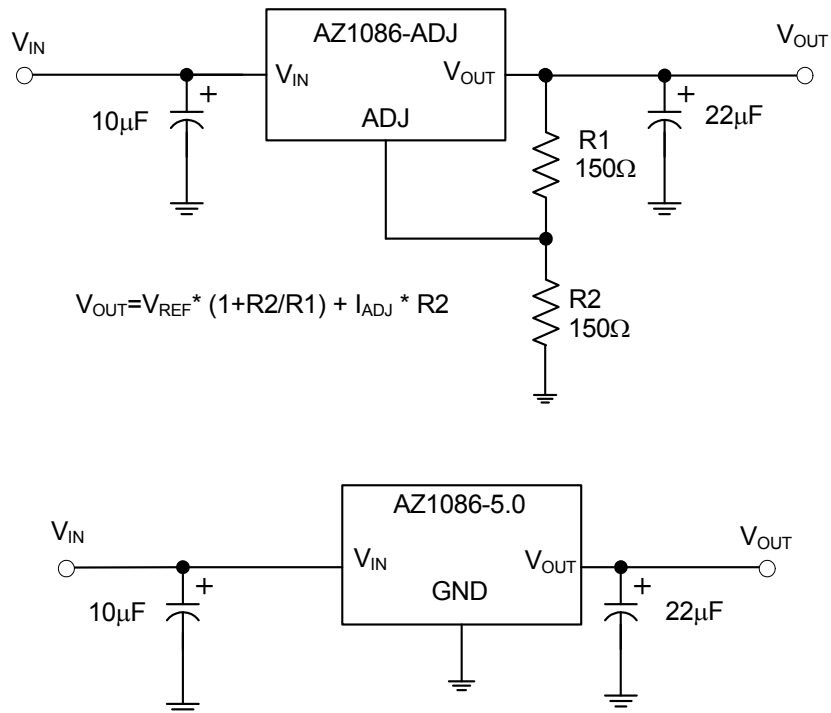 AZ1086-ADJ
V_IN
V_OUT
V_IN
V_OUT
+
+
10μF
ADJ
22μF
R1
150Ω
V_OUT=V_REF* (1+R2/R1) + I_ADJ * R2
R2
150Ω
AZ1086-5.0
V_IN
V_OUT
V_IN
V_OUT
+
+
10μF
GND
22μF